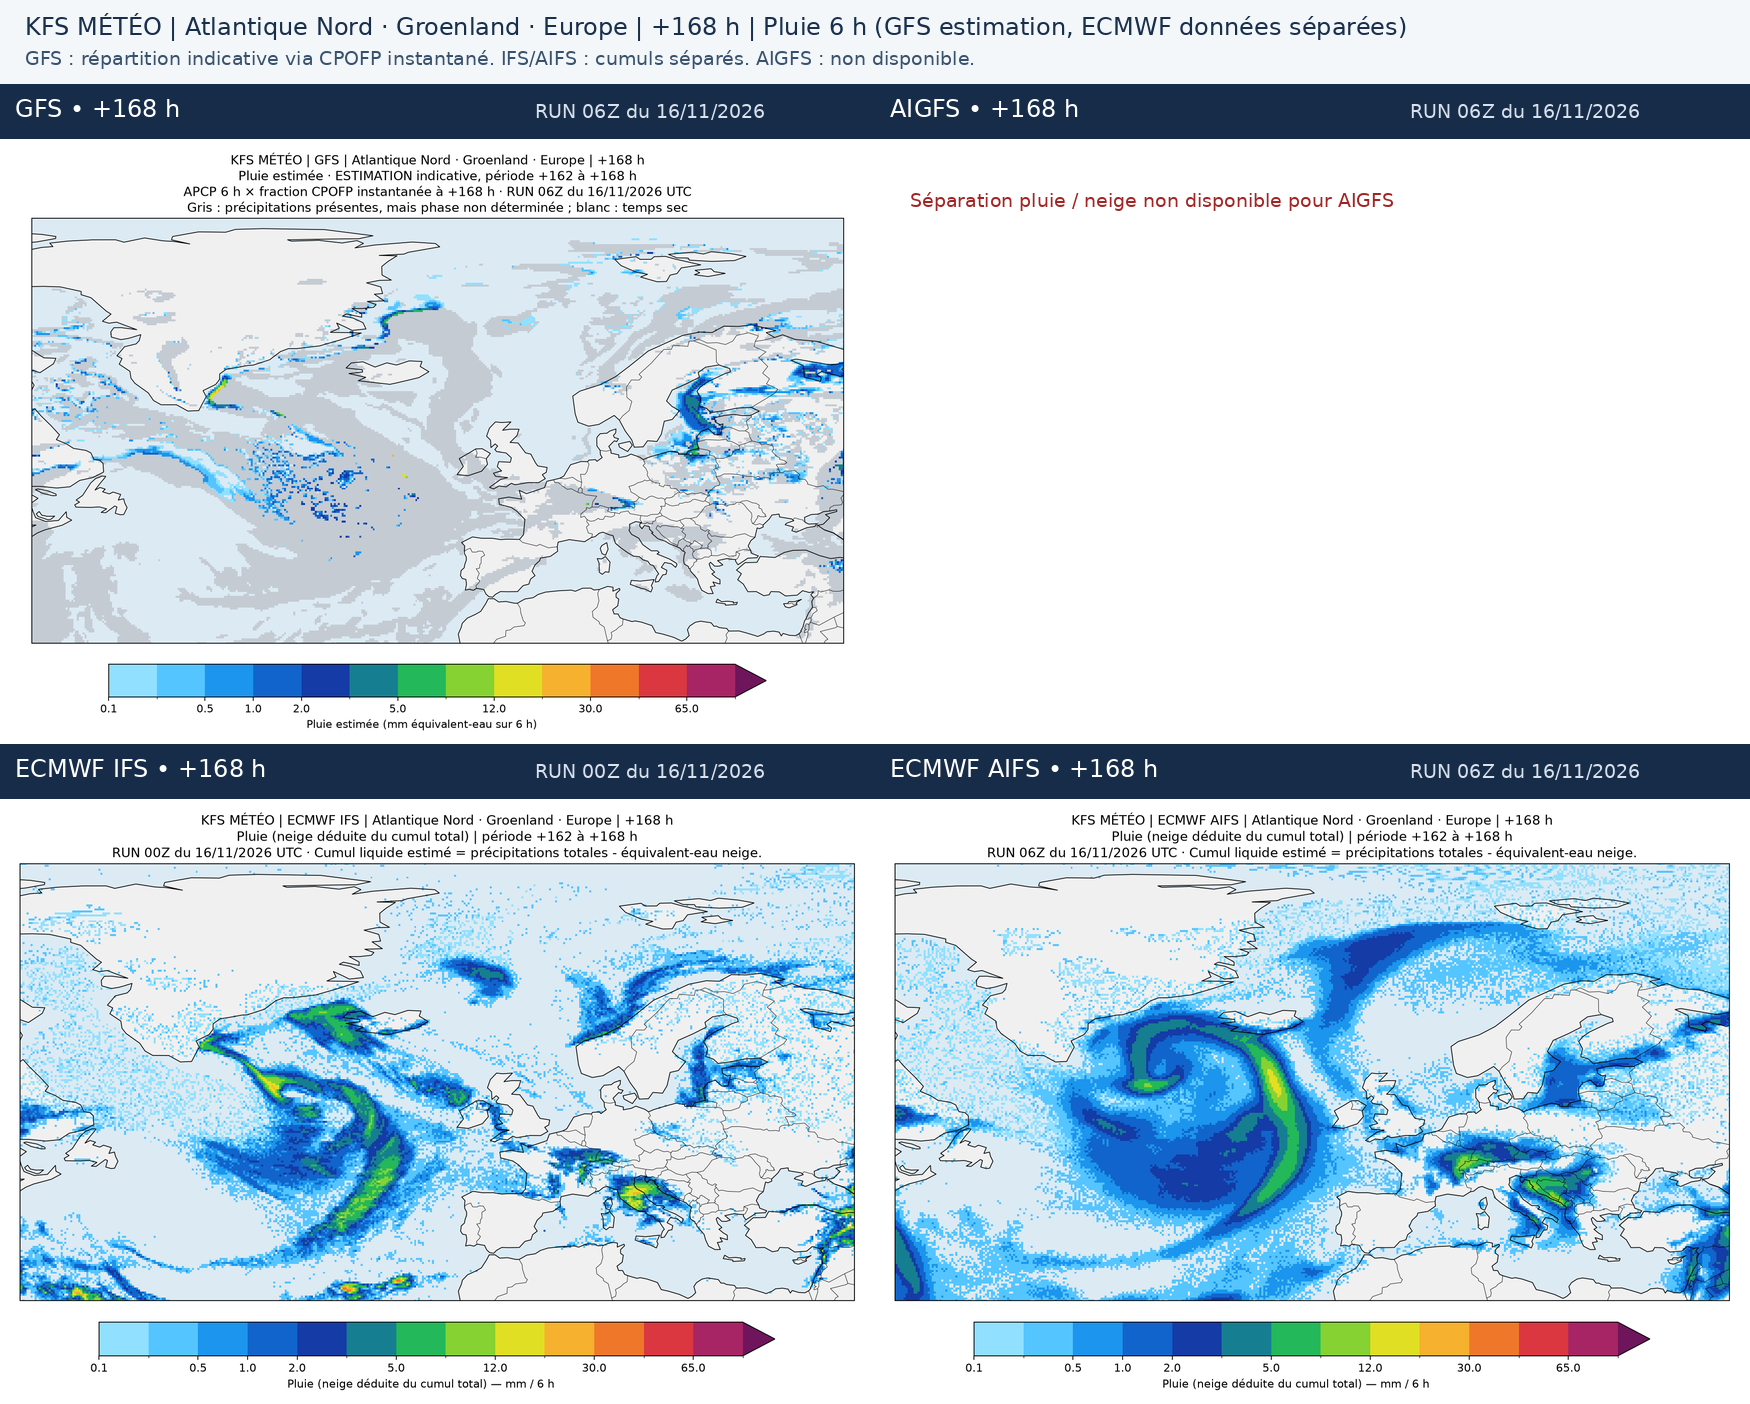 KFS MÉTÉO | Atlantique Nord · Groenland · Europe | +168 h | Pluie 6 h (GFS estimation, ECMWF données séparées)
GFS : répartition indicative via CPOFP instantané. IFS/AIFS : cumuls séparés. AIGFS : non disponible.
GFS • +168 h
RUN 06Z du 16/11/2026
KFS MÉTÉO | GFS | Atlantique Nord · Groenland · Europe | +168 h
Pluie estimée · ESTIMATION indicative, période +162 à +168 h
APCP 6 h × fraction CPOFP instantanée à +168 h · RUN 06Z du 16/11/2026 UTC
Gris : précipitations présentes, mais phase non déterminée ; blanc : temps sec
0.1 0.5 1.0 2.0 5.0 12.0 30.0 65.0
Pluie estimée (mm équivalent-eau sur 6 h)
AIGFS • +168 h
RUN 06Z du 16/11/2026
Séparation pluie / neige non disponible pour AIGFS
ECMWF IFS • +168 h
RUN 00Z du 16/11/2026
KFS MÉTÉO | ECMWF IFS | Atlantique Nord · Groenland · Europe | +168 h
Pluie (neige déduite du cumul total) | période +162 à +168 h
RUN 00Z du 16/11/2026 UTC · Cumul liquide estimé = précipitations totales - équivalent-eau neige.
0.1 0.5 1.0 2.0 5.0 12.0 30.0 65.0
Pluie (neige déduite du cumul total) — mm / 6 h
ECMWF AIFS • +168 h
RUN 06Z du 16/11/2026
KFS MÉTÉO | ECMWF AIFS | Atlantique Nord · Groenland · Europe | +168 h
Pluie (neige déduite du cumul total) | période +162 à +168 h
RUN 06Z du 16/11/2026 UTC · Cumul liquide estimé = précipitations totales - équivalent-eau neige.
0.1 0.5 1.0 2.0 5.0 12.0 30.0 65.0
Pluie (neige déduite du cumul total) — mm / 6 h